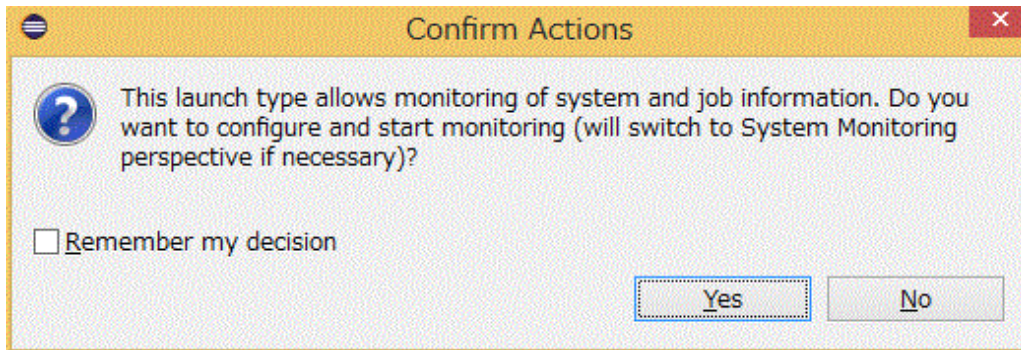 Confirm Actions
This launch type allows monitoring of system and job information. Do you
want to configure and start monitoring (will switch to System Monitoring
perspective if necessary)?
Remember my decision
Yes
No